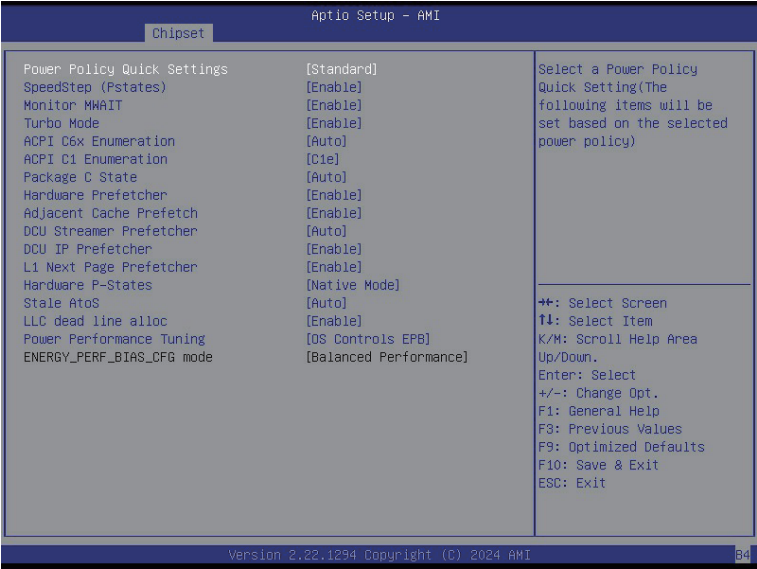 Aptio Setup – AMI
Chipset
Power Policy Quick Settings [Standard]
SpeedStep (Pstates) [Enable]
Monitor MWAIT [Enable]
Turbo Mode [Enable]
ACPI C6x Enumeration [Auto]
ACPI C1 Enumeration [C1e]
Package C State [Auto]
Hardware Prefetcher [Enable]
Adjacent Cache Prefetch [Enable]
DCU Streamer Prefetcher [Auto]
DCU IP Prefetcher [Enable]
L1 Next Page Prefetcher [Enable]
Hardware P-States [Native Mode]
Stale AtoS [Auto]
LLC dead line alloc [Enable]
Power Performance Tuning [OS Controls EPB]
ENERGY_PERF_BIAS_CFG mode [Balanced Performance]
Select a Power Policy
Quick Setting(The
following items will be
set based on the selected
power policy)
→←: Select Screen
↑↓: Select Item
K/M: Scroll Help Area
Up/Down.
Enter: Select
+/-: Change Opt.
F1: General Help
F3: Previous Values
F9: Optimized Defaults
F10: Save & Exit
ESC: Exit
Version 2.22.1294 Copyright (C) 2024 AMI
B4